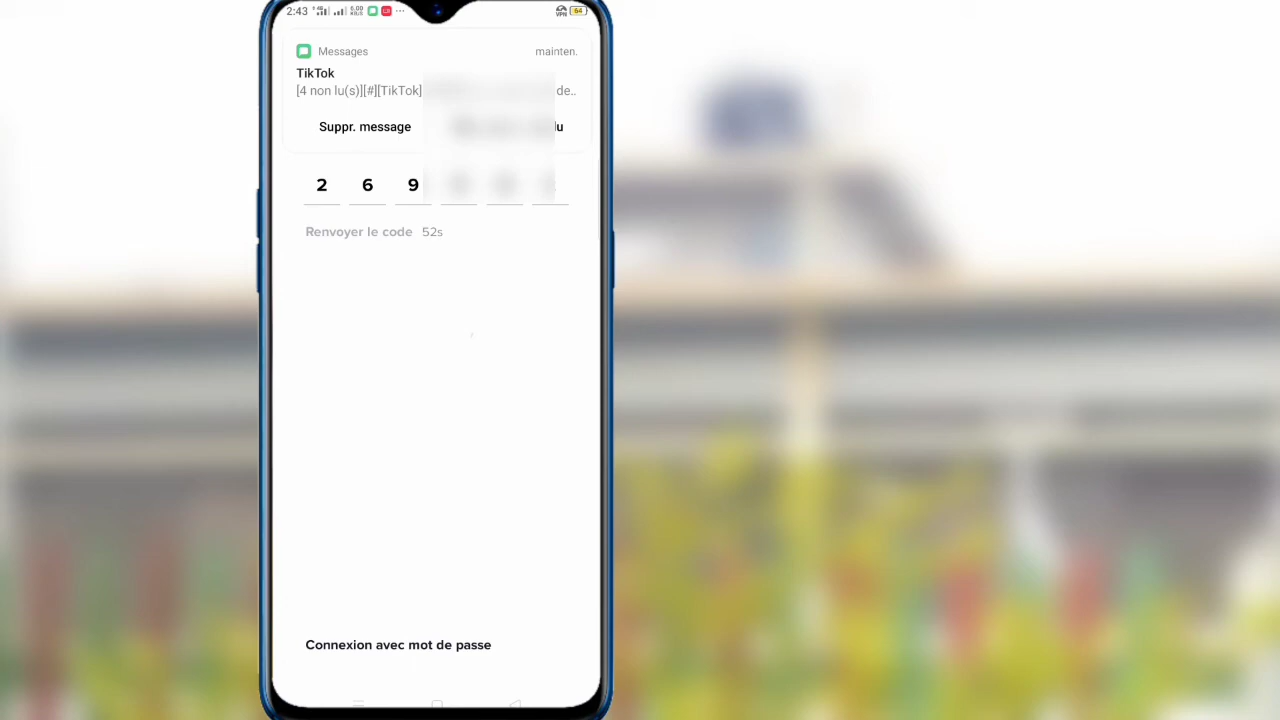 2:43 64
Messages mainten.
TikTok
[4 non lu(s)][#][TikTok] de..
Suppr. message lu
2 6 9
Renvoyer le code 52s
Connexion avec mot de passe